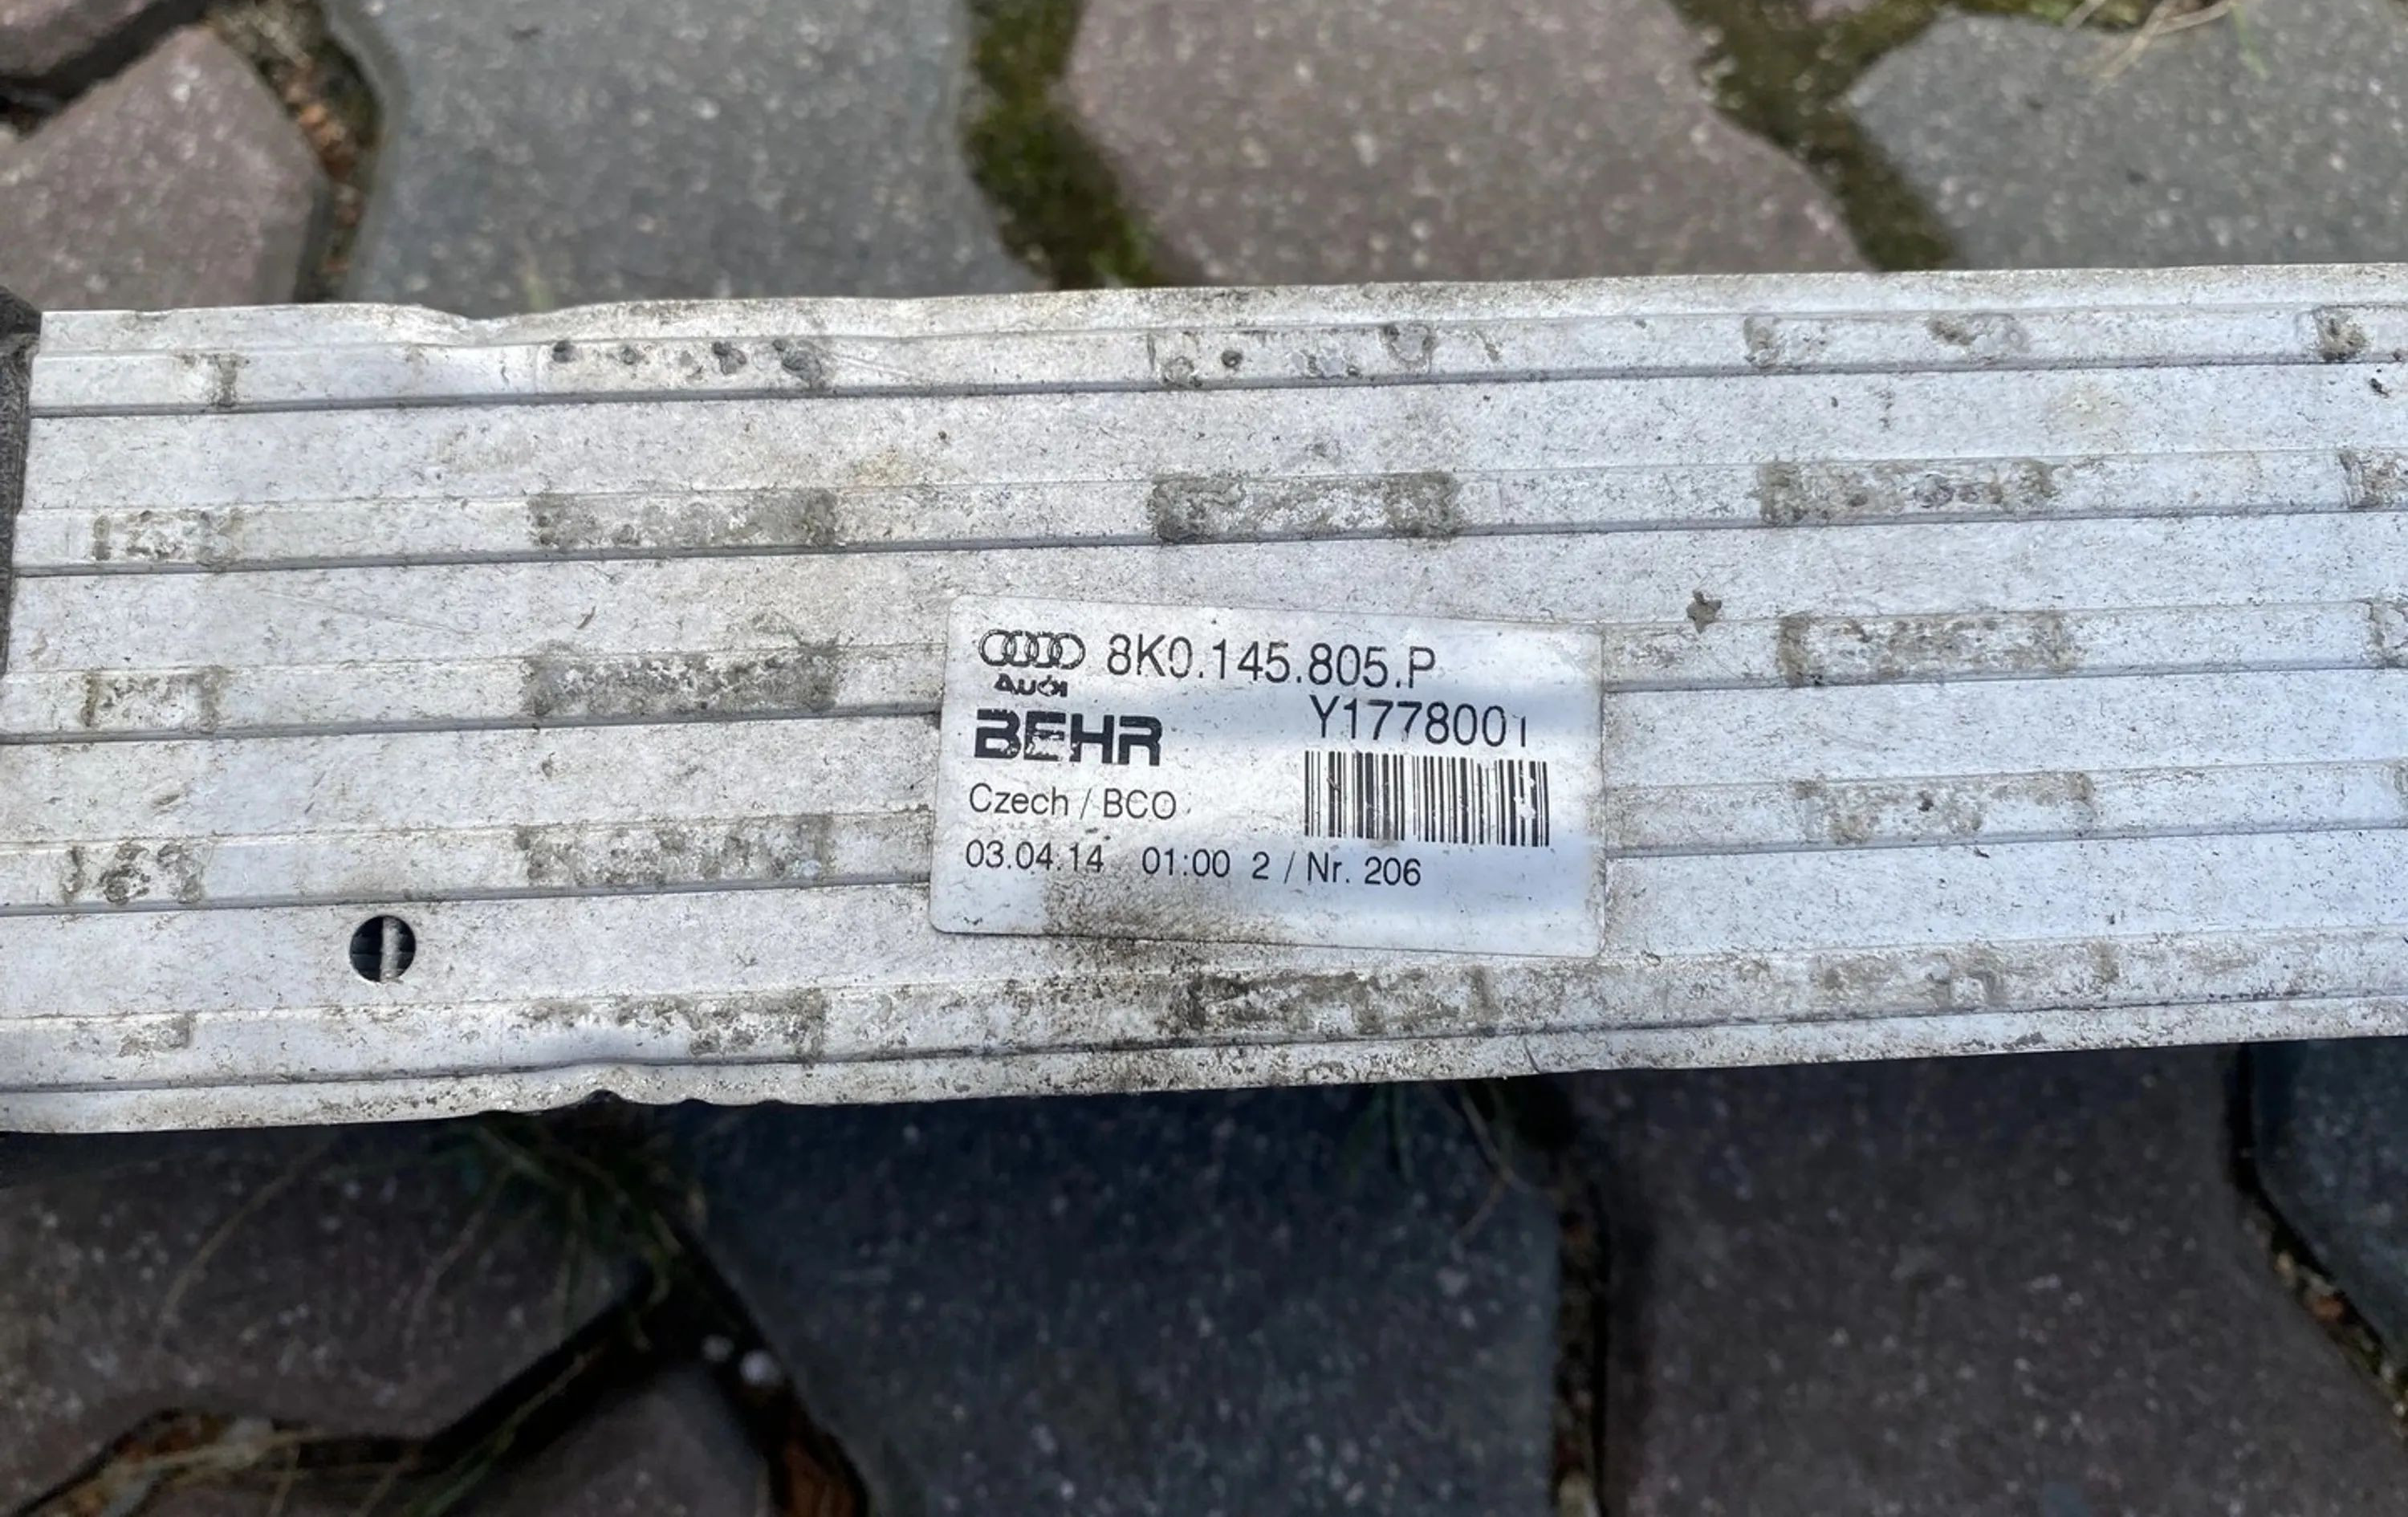 8K0.145.805.P
Audi
Y1778001
BEHR
Czech / BCO
03.04.14 01:00 2 / Nr. 206